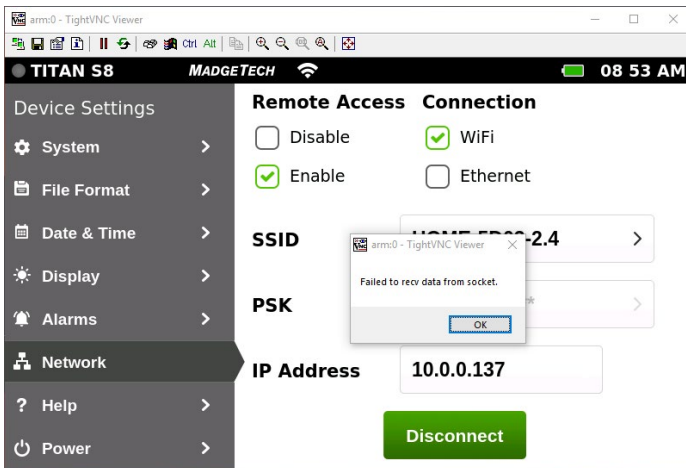 arm:0 - TightVNC Viewer
Ctrl Alt
TITAN S8 MADGETECH 08 53 AM
Device Settings
System
File Format
Date & Time
Display
Alarms
Network
? Help
Power
Remote Access Connection
Disable WiFi
Enable Ethernet
SSID -2.4
arm:0 - TightVNC Viewer
Failed to recv data from socket.
OK
PSK *
IP Address 10.0.0.137
Disconnect